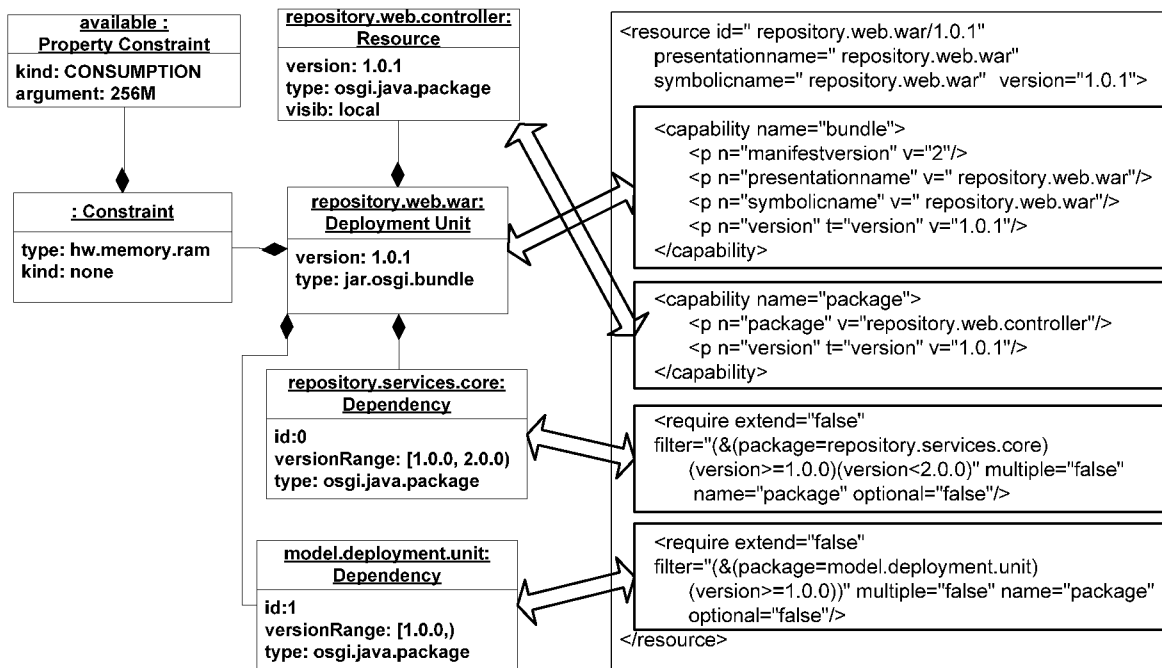 available :
Property Constraint
kind: CONSUMPTION
argument: 256M
repository.web.controller:
Resource
version: 1.0.1
type: osgi.java.package
visib: local
: Constraint
type: hw.memory.ram
kind: none
repository.web.war:
Deployment Unit
version: 1.0.1
type: jar.osgi.bundle
repository.services.core:
Dependency
id:0
versionRange: [1.0.0, 2.0.0)
type: osgi.java.package
model.deployment.unit:
Dependency
id:1
versionRange: [1.0.0,)
type: osgi.java.package
<resource id=" repository.web.war/1.0.1"
presentationname=" repository.web.war"
symbolicname=" repository.web.war" version="1.0.1">
<capability name="bundle">
<p n="manifestversion" v="2"/>
<p n="presentationname" v=" repository.web.war"/>
<p n="symbolicname" v=" repository.web.war"/>
<p n="version" t="version" v="1.0.1"/>
</capability>
<capability name="package">
<p n="package" v="repository.web.controller"/>
<p n="version" t="version" v="1.0.1"/>
</capability>
<require extend="false"
filter="(&(package=repository.services.core)
(version>=1.0.0)(version<2.0.0)" multiple="false"
name="package" optional="false"/>
<require extend="false"
filter="(&(package=model.deployment.unit)
(version>=1.0.0))" multiple="false" name="package"
optional="false"/>
</resource>